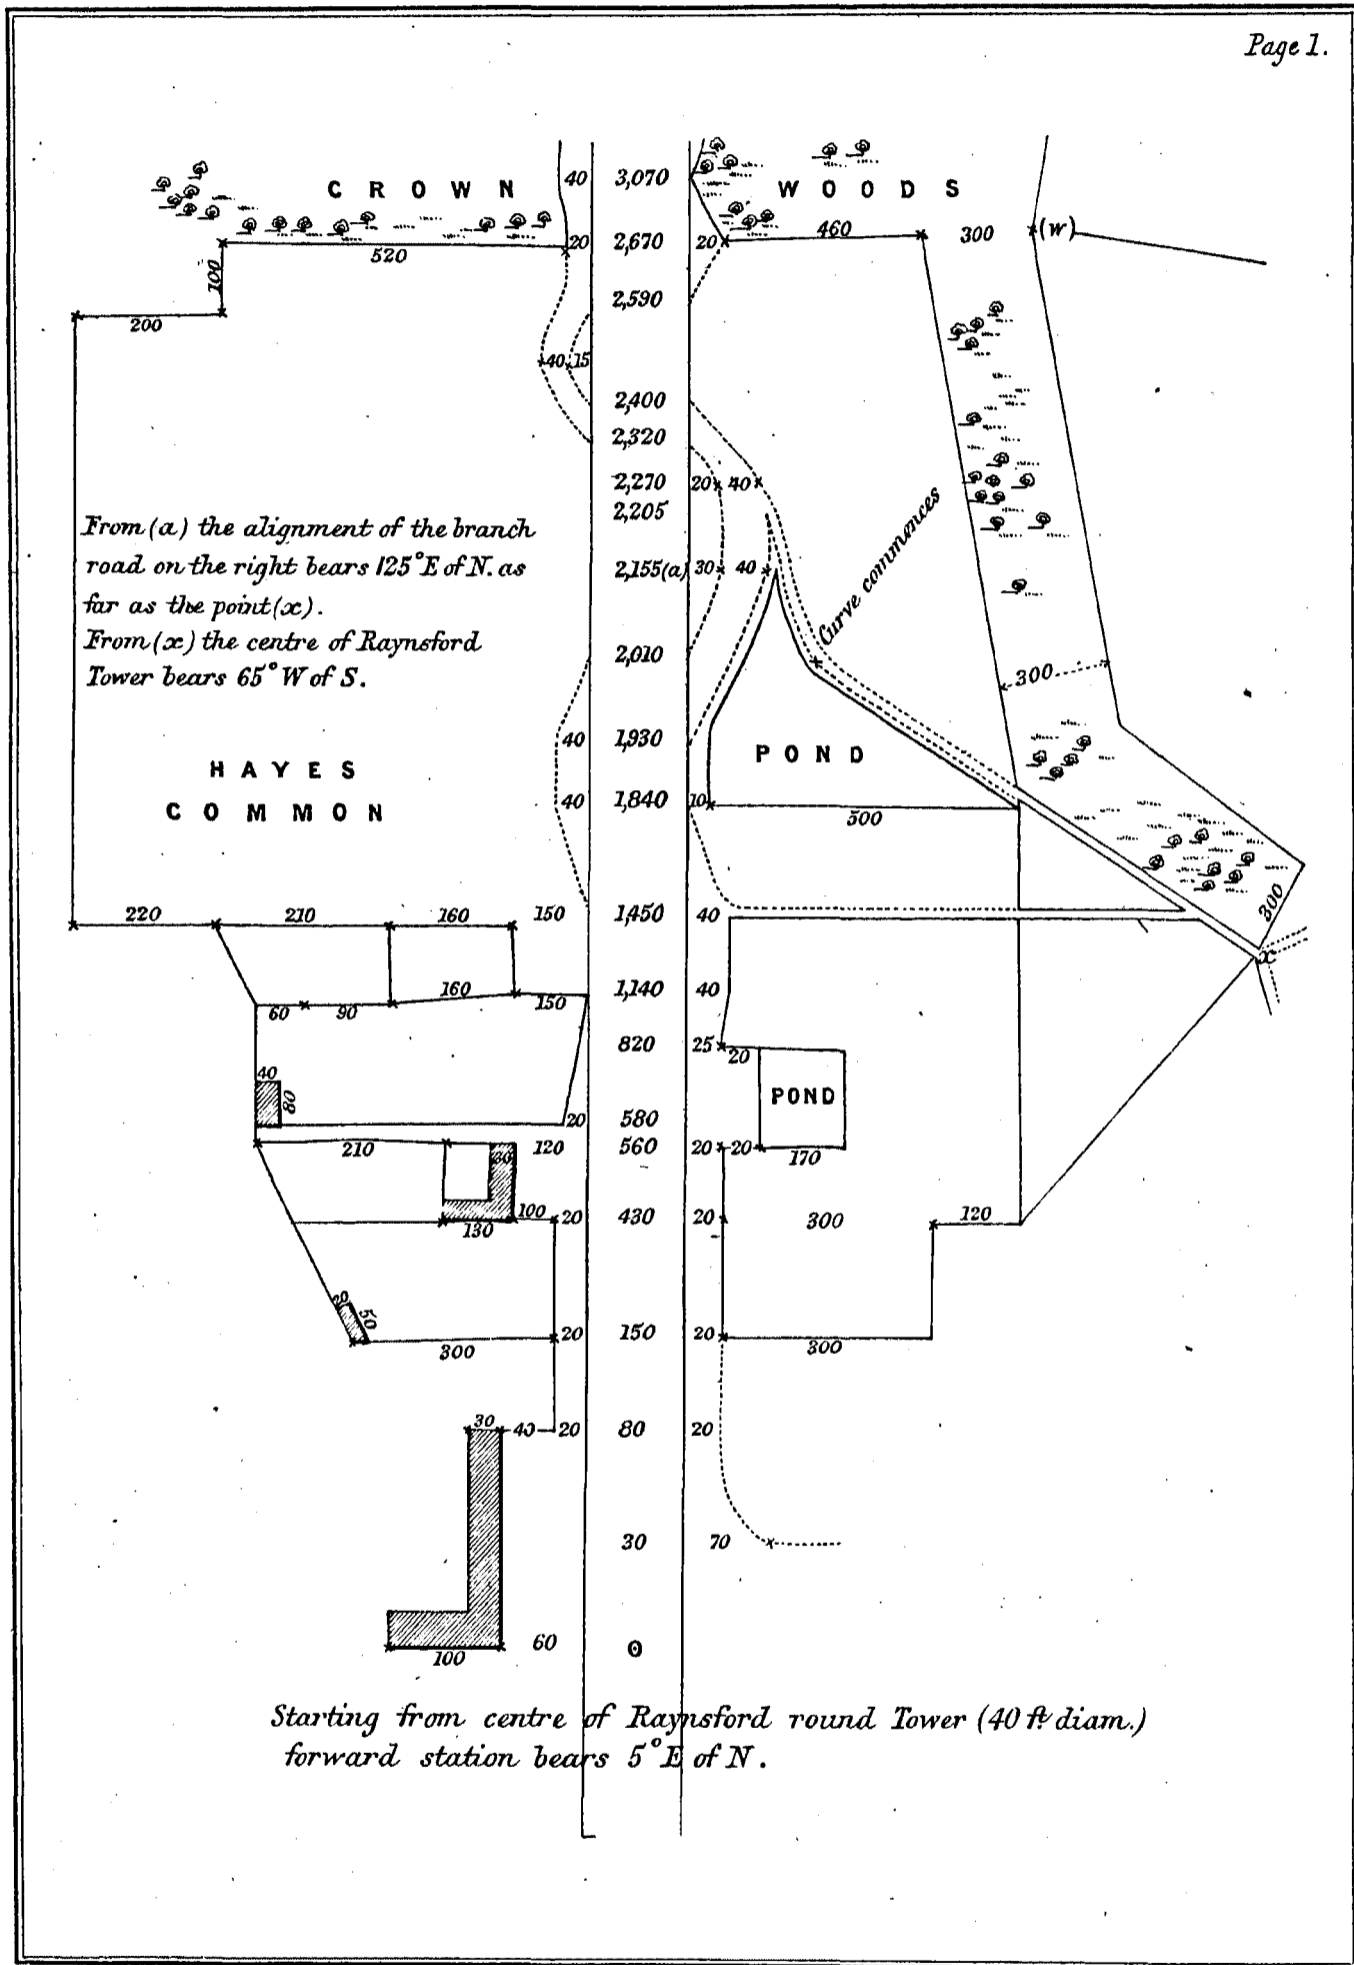 Page 1.
CROWN
WOODS
40 3,070
20 2,670 20 460 300 (w)
520
100
2,590
200
40 15
2,400
2,320
2,270 20 40
2,205
From (a) the alignment of the branch
road on the right bears 125°E of N. as
far as the point (x).
From (x) the centre of Raynsford
Tower bears 65° W of S.
2,155 (a) 30 40
Curve commences
2,010
300
40 1,930
POND
HAYES
COMMON
40 1,840 10
500
220 210 160 150 1,450 40
300
x
160 1,140 40
60 90 150
820 25 20
40
80
POND
20 580
210 120 560 20 20 170
30
100 20 430 20 300 120
130
50
20 150 20
300 300
30 40 20 80 20
30 70
60 0
100
Starting from centre of Raynsford round Tower (40 ft diam.)
forward station bears 5°E of N.